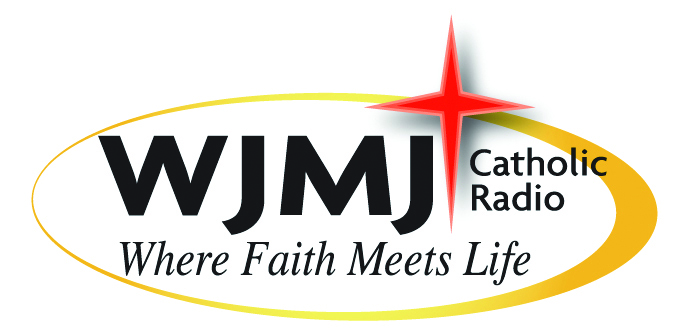 WJMJ
Catholic
Radio
Where Faith Meets Life